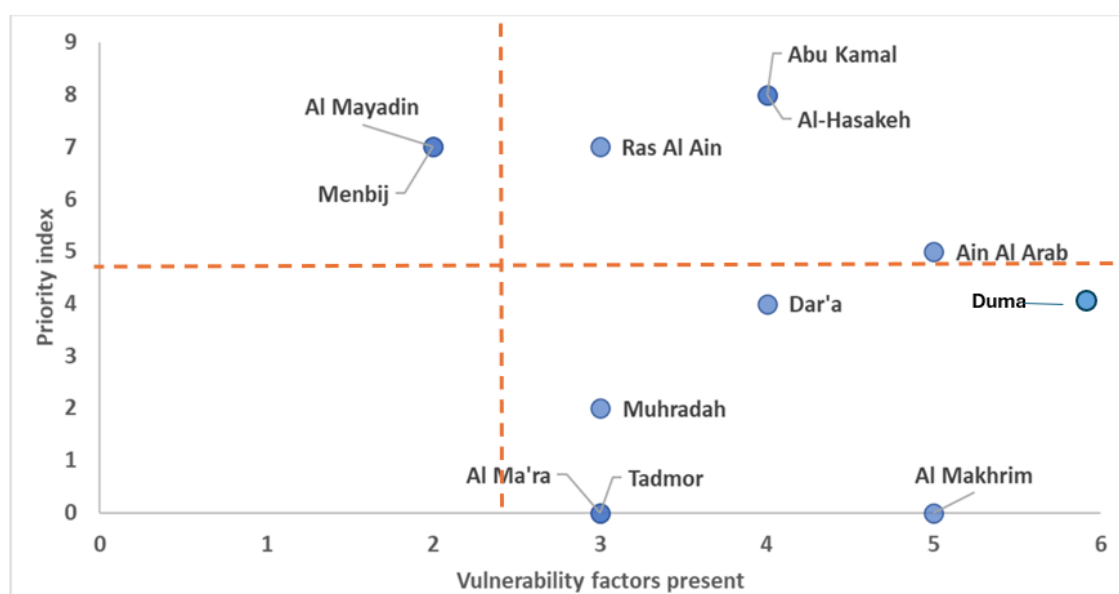 9
8
7
6
5
4
3
2
1
0
Priority index
Abu Kamal
Al Mayadin
Al-Hasakeh
Ras Al Ain
Menbij
Ain Al Arab
Duma
Dar'a
Muhradah
Al Ma'ra
Tadmor
Al Makhrim
0 1 2 3 4 5 6
Vulnerability factors present